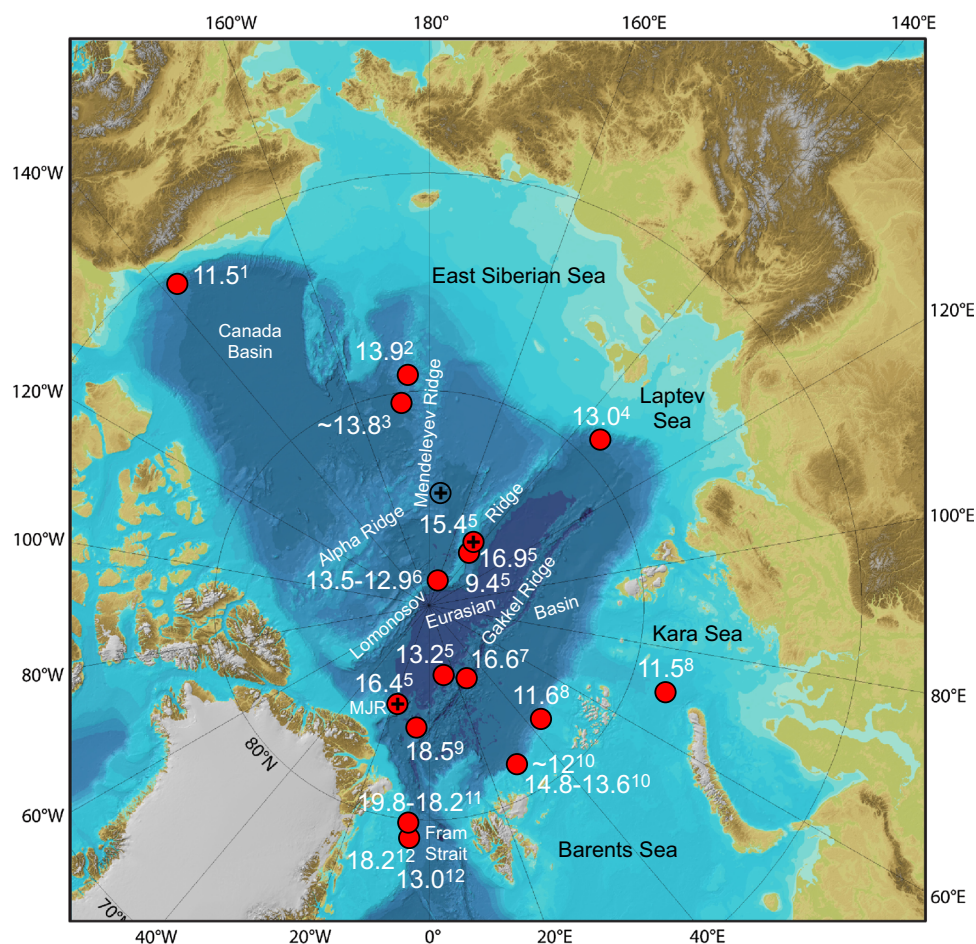 160°W
180°
160°E
140°E
140°W
11.5¹
East Siberian Sea
Canada
Basin
120°E
13.9²
Mendeleyev Ridge
Laptev
Sea
120°W
13.0⁴
~13.8³
Ridge
Alpha Ridge
15.4⁵
100°E
100°W
16.9⁵
13.5-12.9⁶
9.4⁵
Lomonosov
Eurasian
Basin
Gakkel Ridge
Kara Sea
13.2⁵
16.6⁷
11.5⁸
80°W
16.4⁵
MJR
11.6⁸
80°E
18.5⁹
80°N
~12¹⁰
14.8-13.6¹⁰
19.8-18.2¹¹
60°W
Fram
Strait
Barents Sea
18.2¹²
13.0¹²
60°E
70°N
40°W
20°W
0°
20°E
40°E